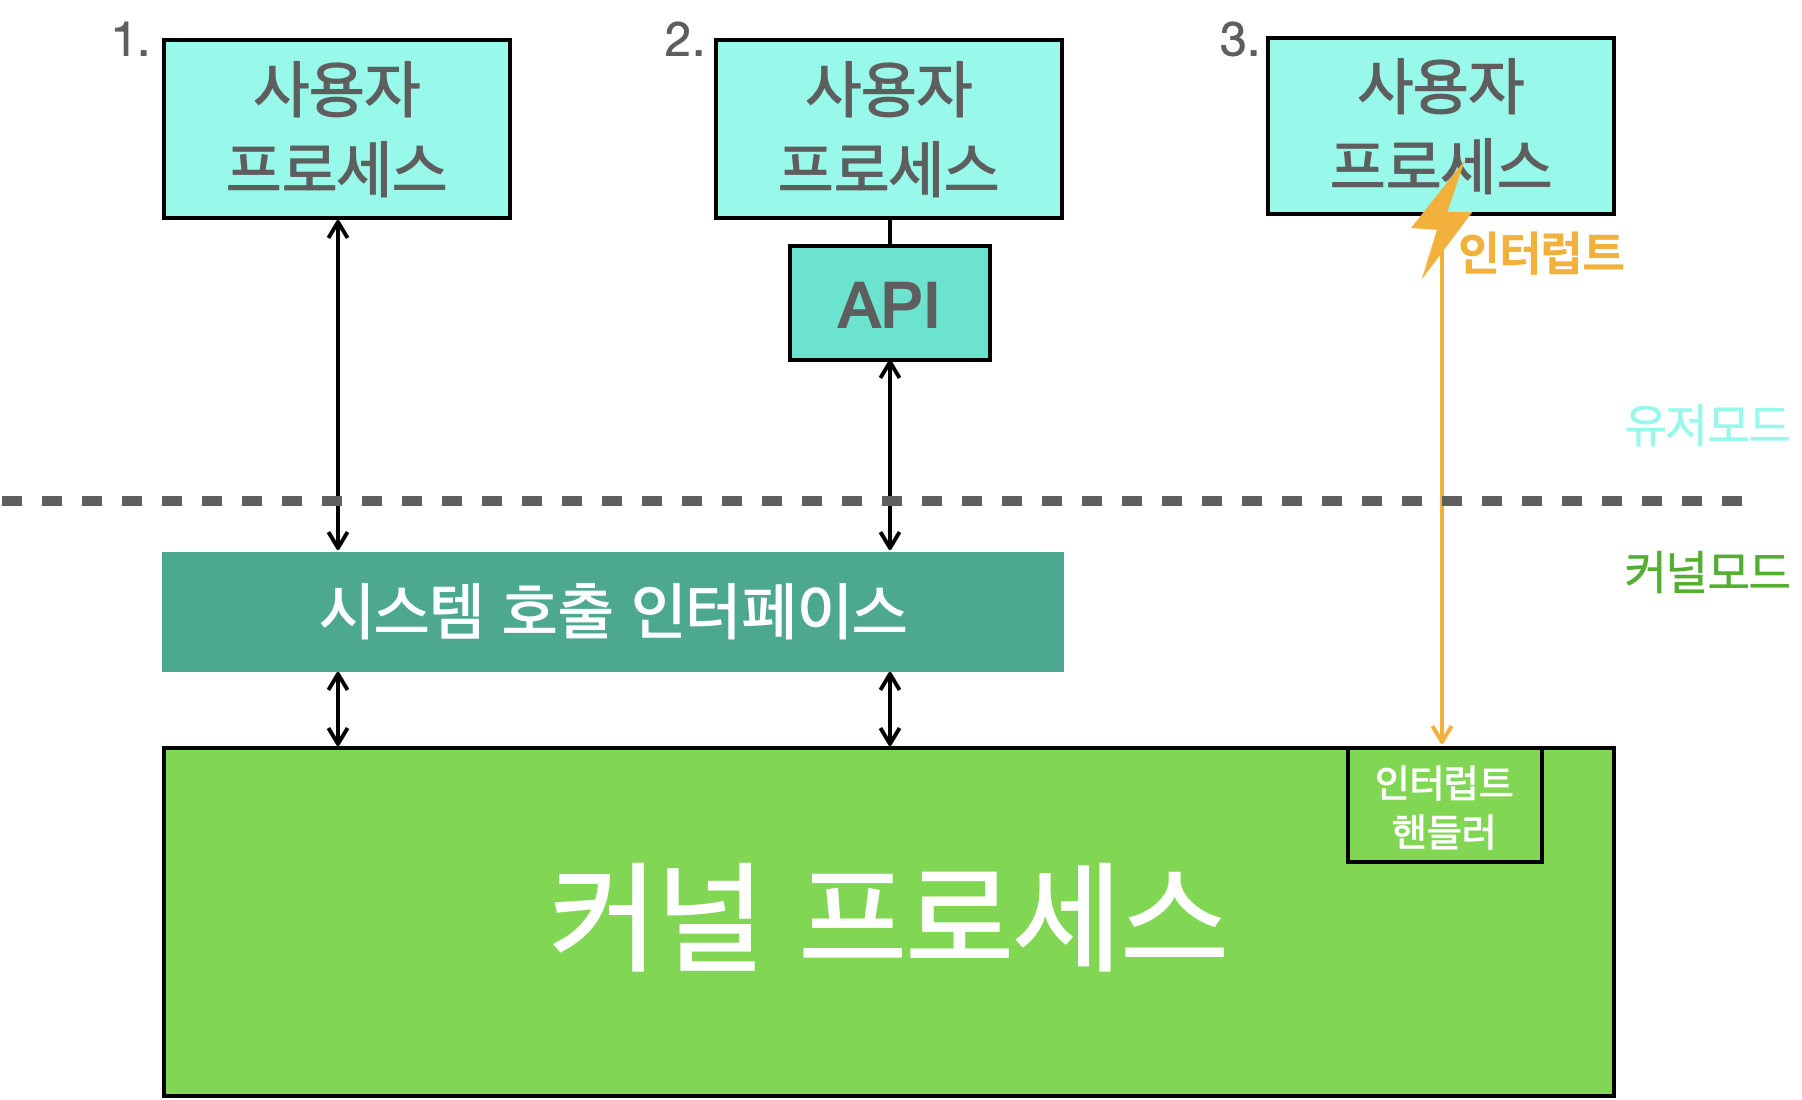 1.
사용자
프로세스
2.
사용자
프로세스
API
3.
사용자
프로세스
인터럽트
유저모드
커널모드
시스템 호출 인터페이스
인터럽트
핸들러
커널 프로세스